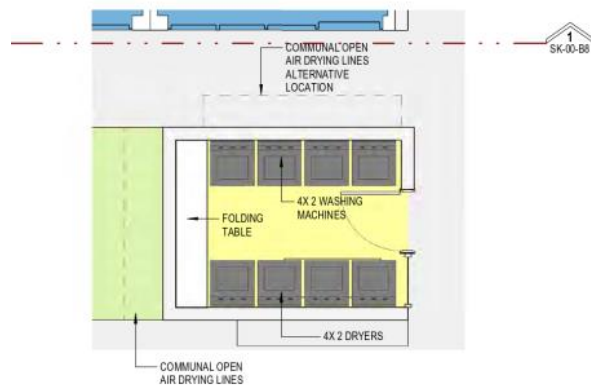 COMMUNAL OPEN
AIR DRYING LINES
ALTERNATIVE
LOCATION
1
SK-00-B8
4X 2 WASHING
MACHINES
FOLDING
TABLE
4X 2 DRYERS
COMMUNAL OPEN
AIR DRYING LINES